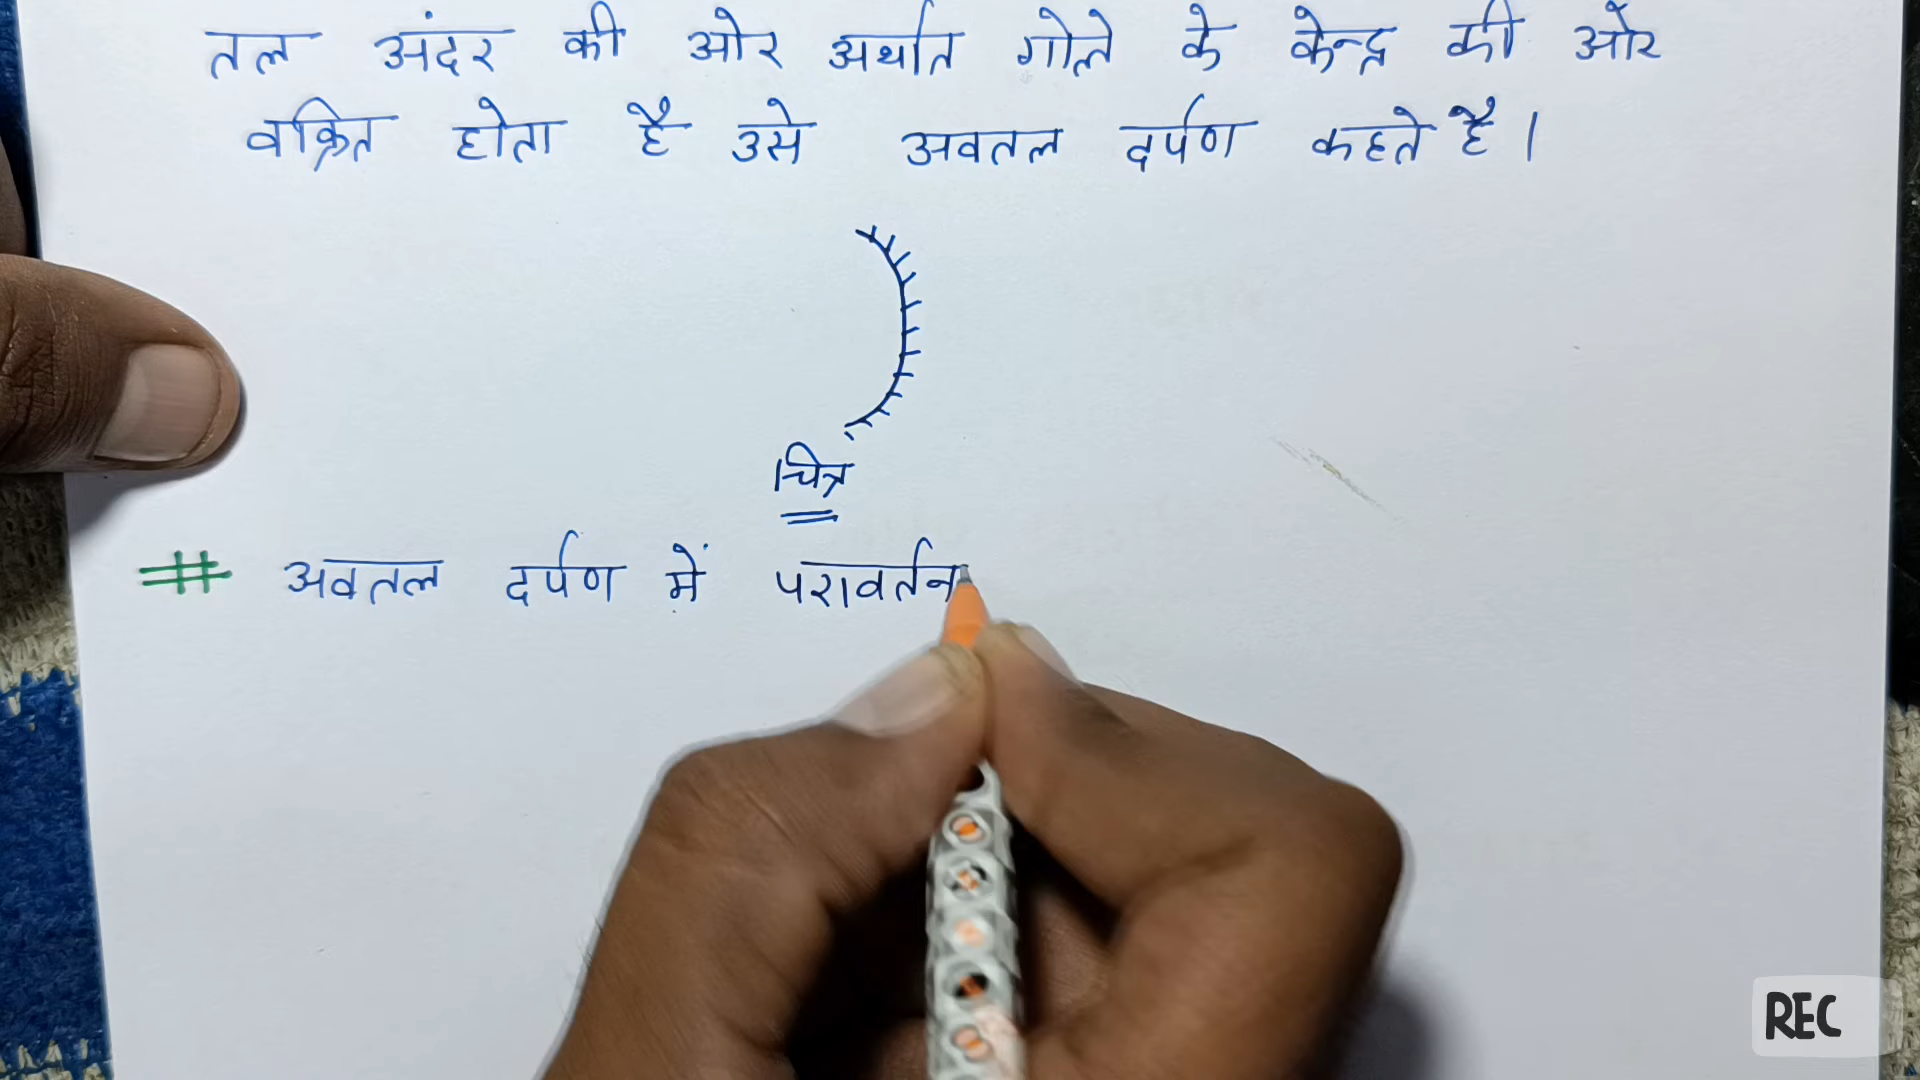 तल अंदर की ओर अर्थात गोले के केन्द्र की ओर
वक्रित होता है उसे अवतल दर्पण कहते है।
चित्र
# अवतल दर्पण में परावर्तन
REC